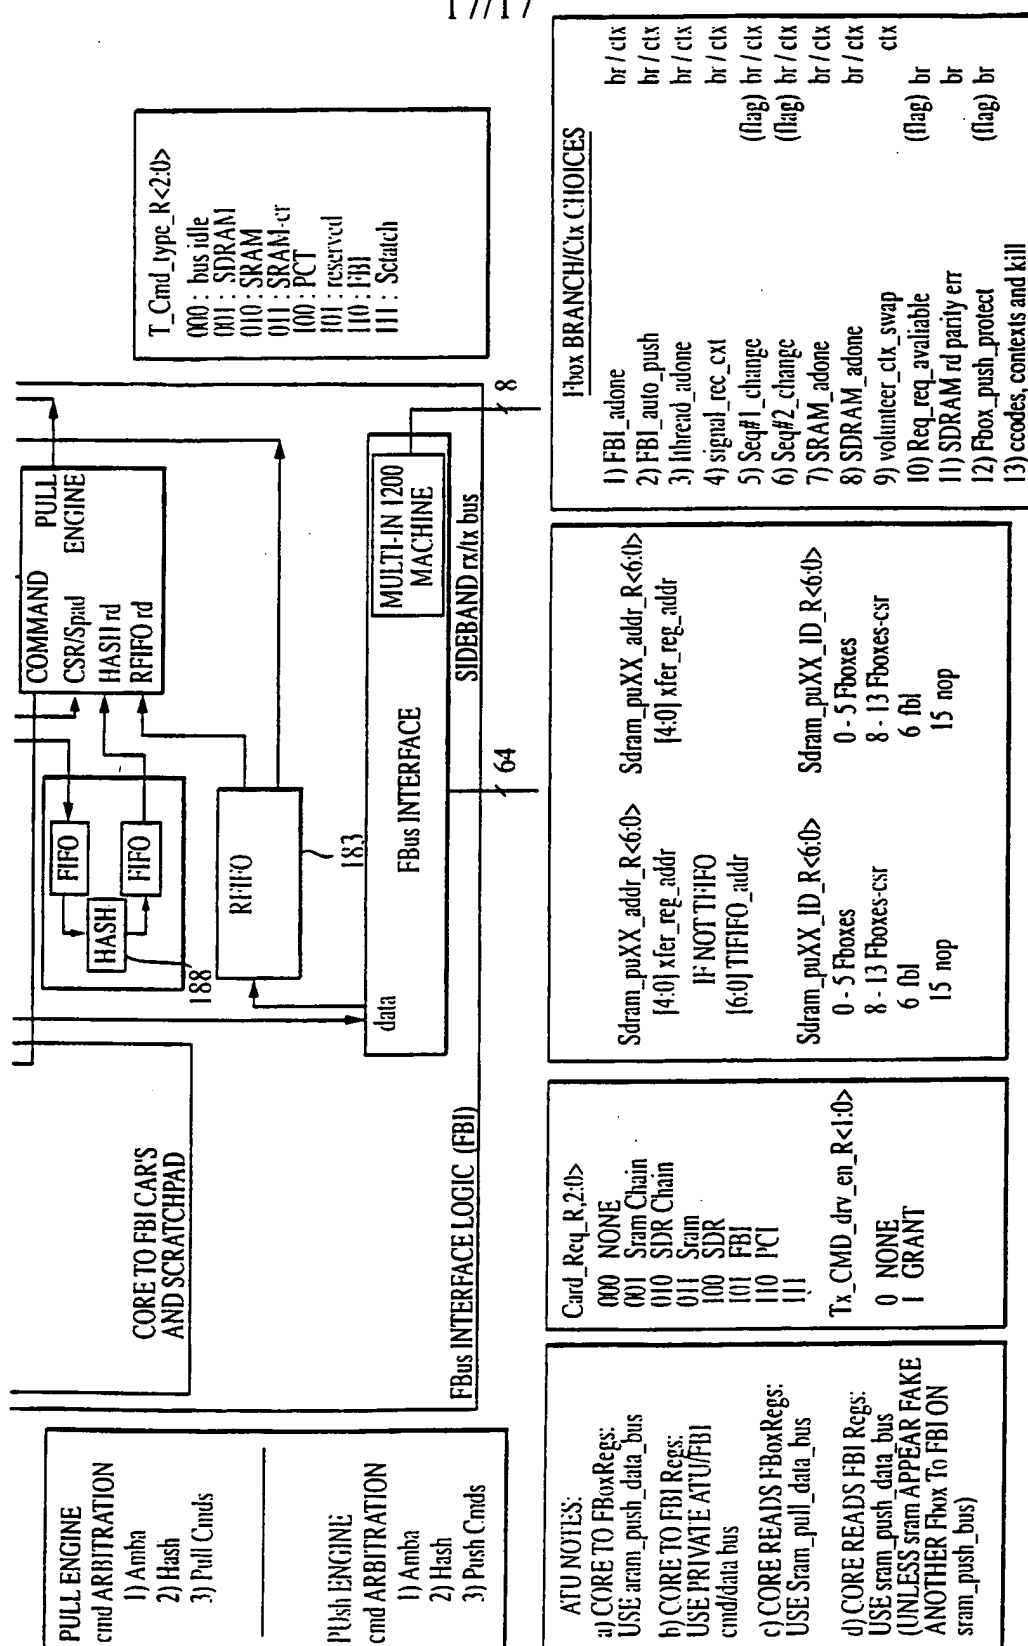 17/17
PULL ENGINE
cmd ARBITRATION
1) Amba
2) Hash
3) Pull Cmds
PUsh ENGINE
cmd ARBITRATION
1) Amba
2) Hash
3) Push Cmds
CORE TO FBI CAR'S
AND SCRATCHPAD
FBus INTERFACE LOGIC (FBI)
FIFO
HASH
FIFO
188
COMMAND
PULL
ENGINE
CSR/Spad
HASH rd
RFIFO rd
RFIFO
183
data
FBus INTERFACE
MULTI-IN 1200
MACHINE
SIDEBAND rx/tx bus
64
8
T_Cmd_type_R<2:0>
000 : bus idle
001 : SDRAM
010 : SRAM
011 : SRAM-cr
100 : PCT
101 : reserved
110 : FBI
111 : Sctatch
ATU NOTES:
a) CORE TO FBoxRegs:
USE aram_push_data_bus
b) CORE TO FBI Regs:
USE PRIVATE ATU/FBI
cmd/data bus
c) CORE READS FBoxRegs:
USE Sram_pull_data_bus
d) CORE READS FBI Regs:
USE sram_push_data_bus
(UNLESS sram APPEAR FAKE
ANOTHER Fbox To FBI ON
sram_push_bus)
Card_Req_R,2:0>
000 NONE
001 Sram Chain
010 SDR Chain
011 Sram
100 SDR
101 FBI
110 PCI
111
Tx_CMD_drv_en_R<1:0>
0 NONE
1 GRANT
Sdram_puXX_addr_R<6:0>
[4:0] xfer_reg_addr
IF NOT TFIFO
[6:0] TIFIFO_addr
Sdram_puXX_ID_R<6:0>
0 - 5 Fboxes
8 - 13 Fboxes-csr
6 fbI
15 nop
Sdram_puXX_addr_R<6:0>
[4:0] xfer_reg_addr
Sdram_puXX_ID_R<6:0>
0 - 5 Fboxes
8 - 13 Fboxes-csr
6 fbI
15 nop
Fbox BRANCH/Ctx CHOICES
1) FBI_adone br / ctx
2) FBI_auto_push br / ctx
3) Ithread_adone br / ctx
4) signal_rec_cxt br / ctx
5) Seq#1_change (flag) br / ctx
6) Seq#2_change (flag) br / ctx
7) SRAM_adone br / ctx
8) SDRAM_adone br / ctx
9) volunteer_ctx_swap ctx
10) Req_req_avaliable (flag) br
11) SDRAM rd parity err br
12) Fbox_push_protect (flag) br
13) ccodes, contexts and kill